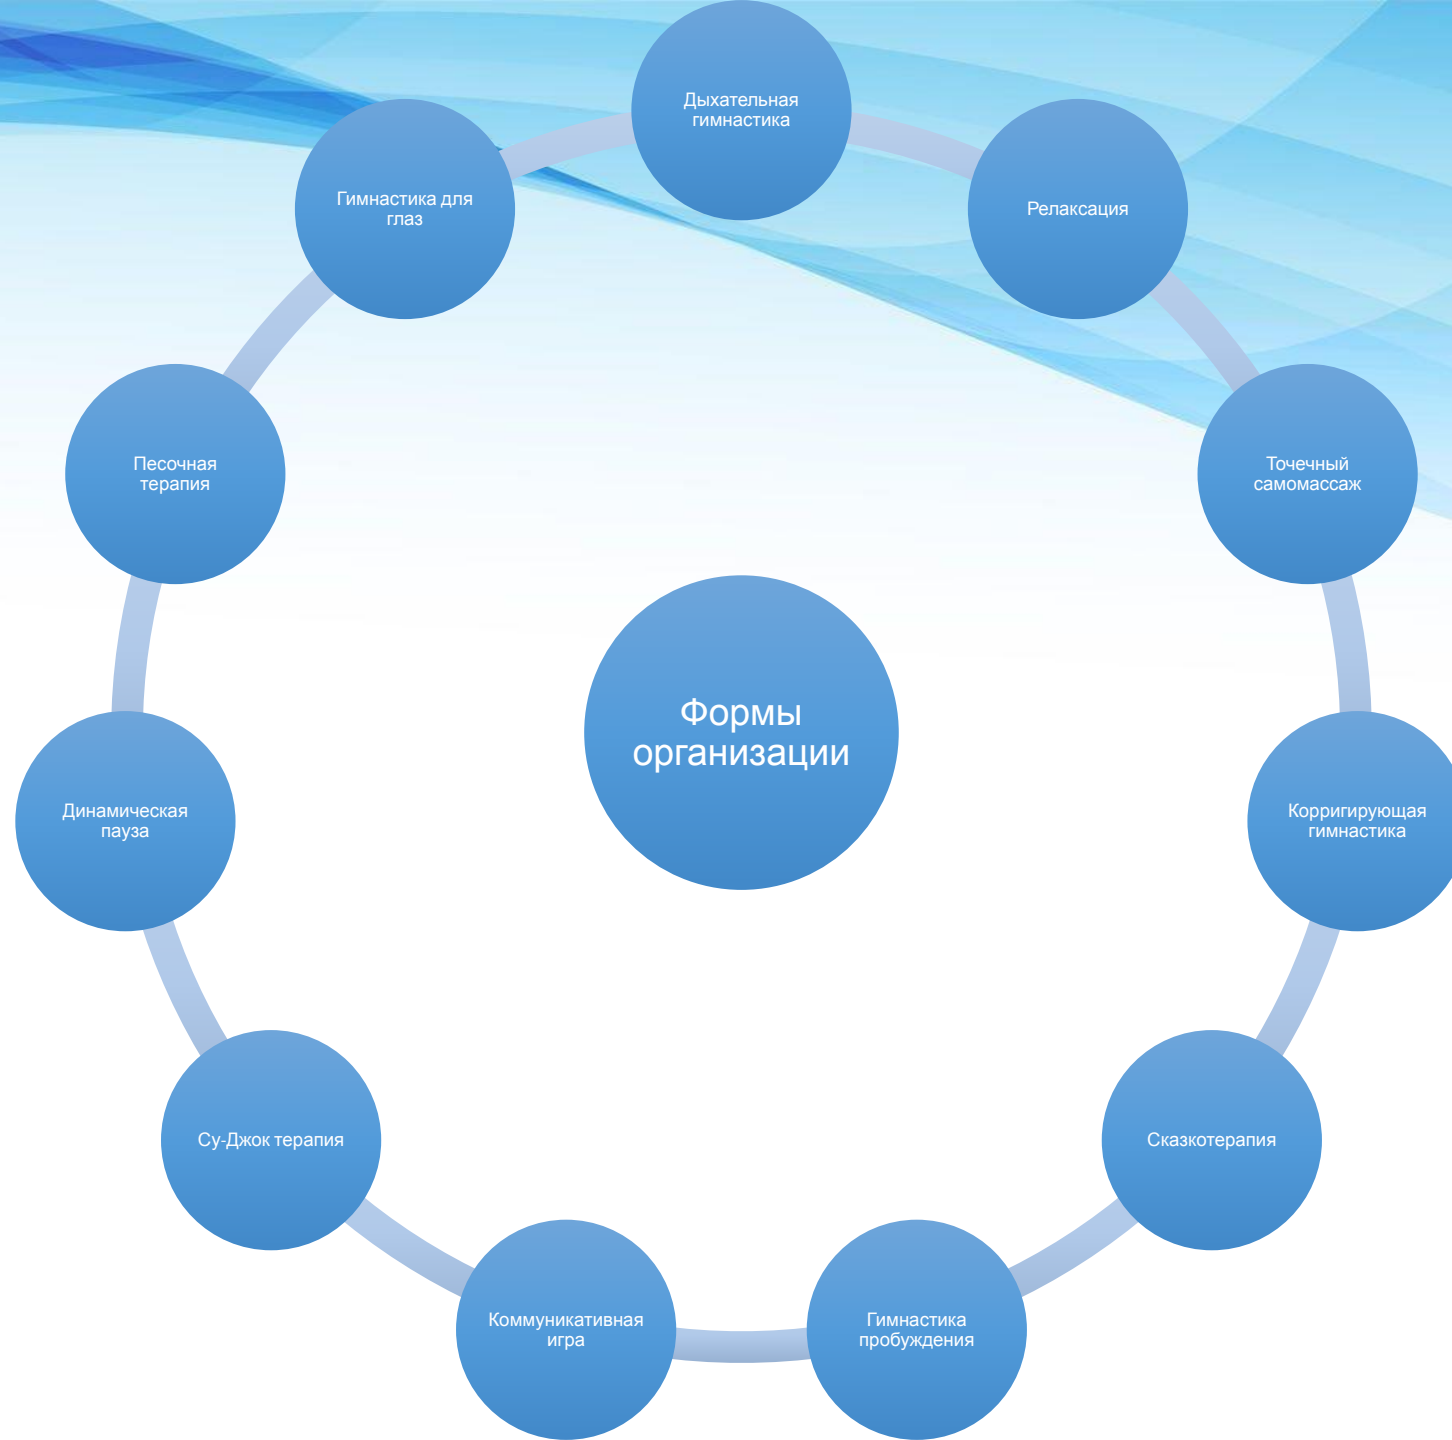 Дыхательная
гимнастика
Релаксация
Точечный
самомассаж
Корригирующая
гимнастика
Сказкотерапия
Гимнастика
пробуждения
Коммуникативная
игра
Су-Джок терапия
Динамическая
пауза
Песочная
терапия
Гимнастика для
глаз
Формы
организации